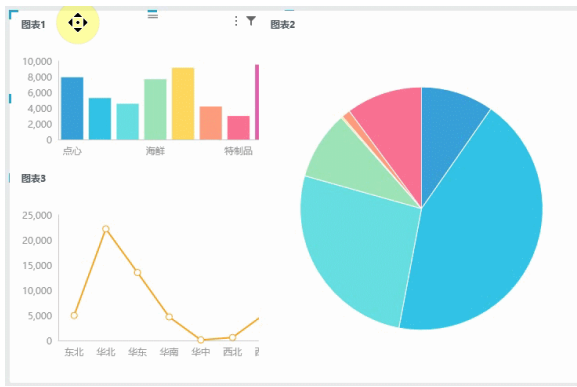 图表1
图表2
10,000
8,000
6,000
4,000
2,000
0
点心
海鲜
特制品
图表3
25,000
20,000
15,000
10,000
5,000
0
东北
华北
华东
华南
华中
西北